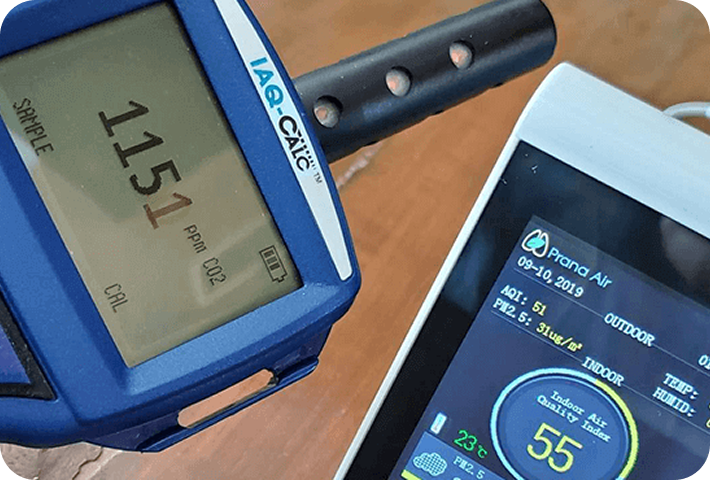 IAQ-CALC™
SAMPLE
1151 ppm CO2
CAL
Prana Air
09-10,2019
OUTDOOR
AQI: 51
PM2.5: 31ug/m³
TEMP:
HUMID:
INDOOR
Indoor Air
Quality Index
55
23℃
PM2.5